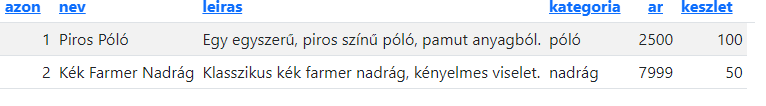 azon nev leiras kategoria ar keszlet
1 Piros Póló Egy egyszerű, piros színű póló, pamut anyagból. póló 2500 100
2 Kék Farmer Nadrág Klasszikus kék farmer nadrág, kényelmes viselet. nadrág 7999 50